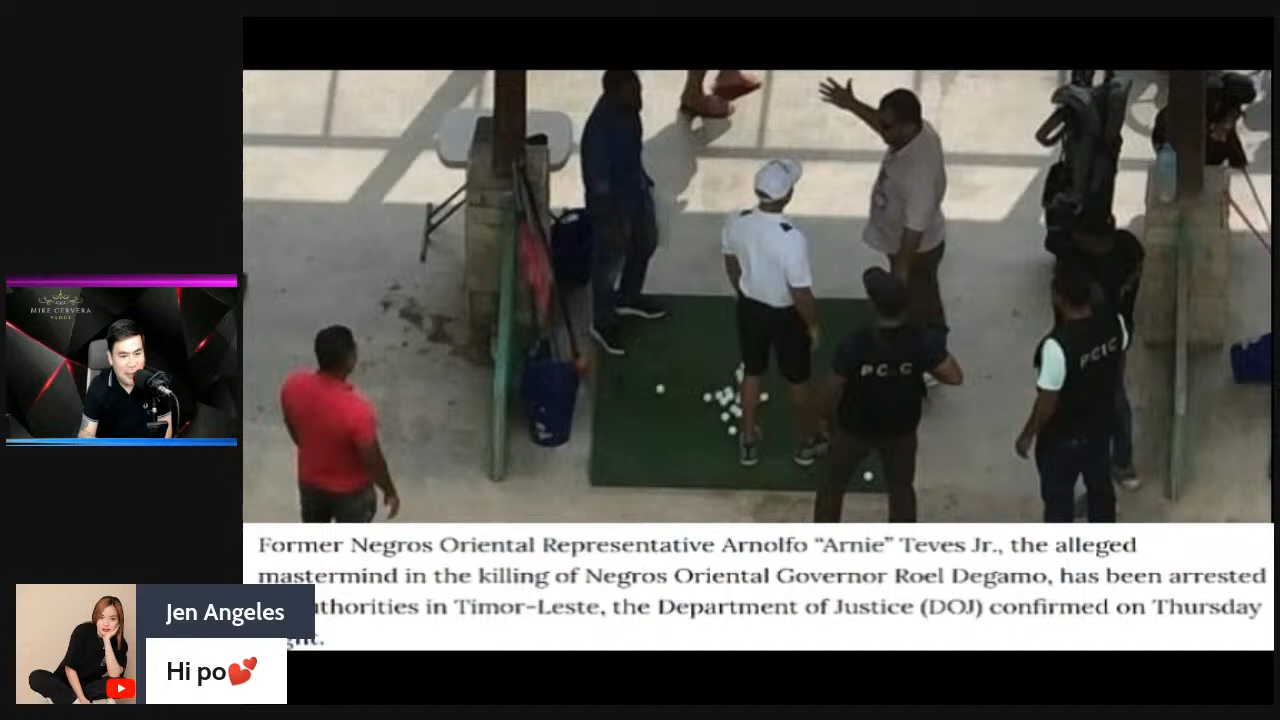 MIKE CERVERA
VLOGS
PCIC
Former Negros Oriental Representative Arnolfo “Arnie” Teves Jr., the alleged
mastermind in the killing of Negros Oriental Governor Roel Degamo, has been arrested
in Timor-Leste, the Department of Justice (DOJ) confirmed on Thursday
Jen Angeles
Hi po💕